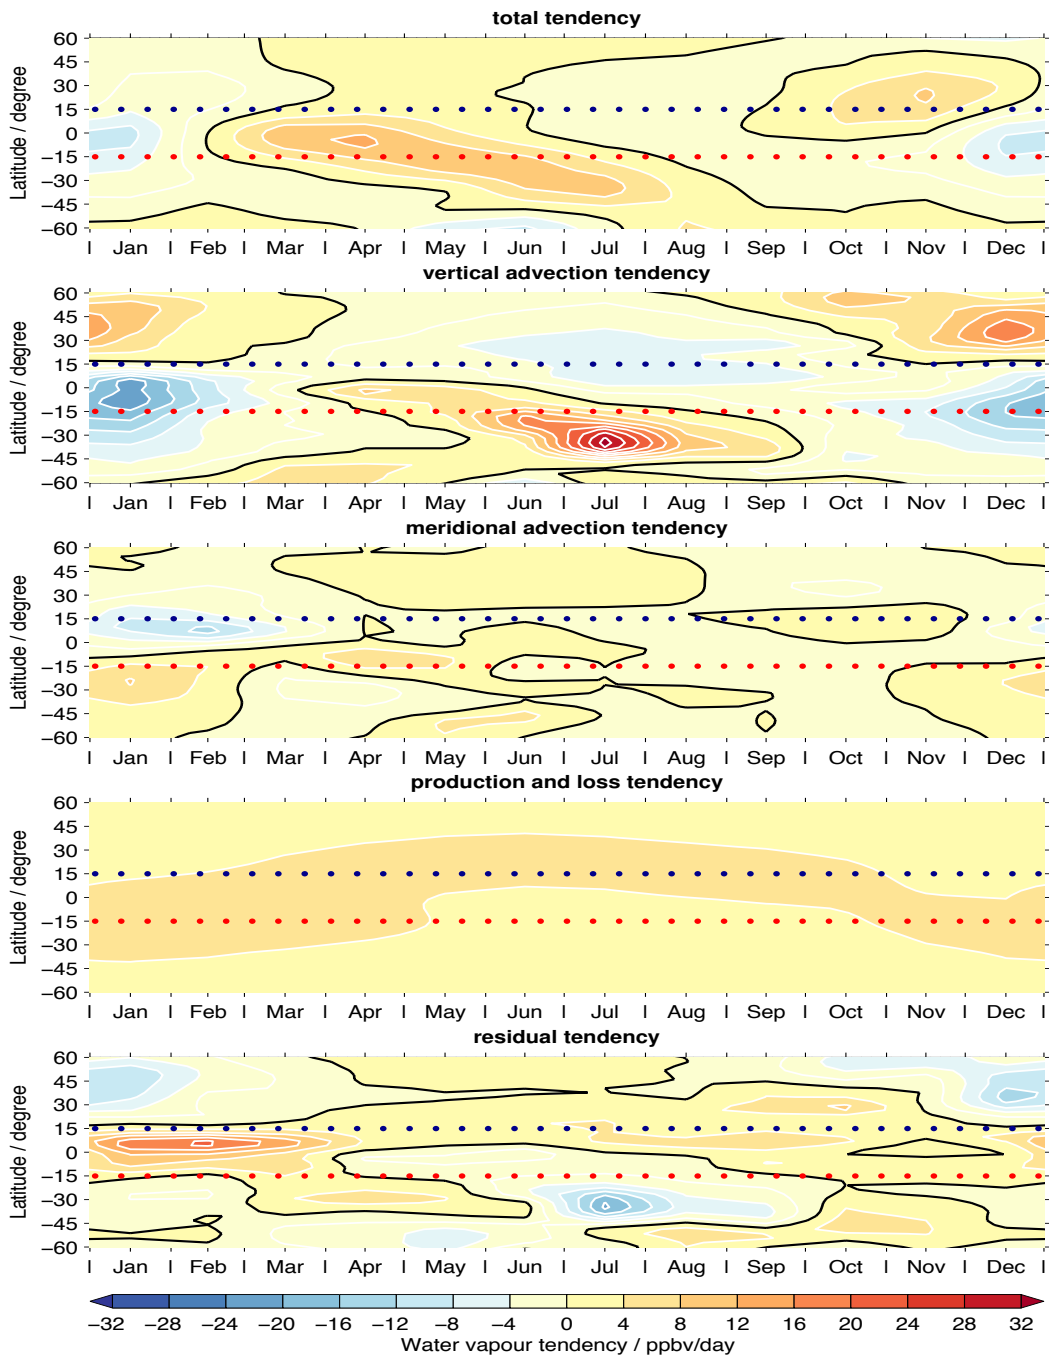 total tendency
Latitude / degree
60
45
30
15
0
−15
−30
−45
−60
I Jan I Feb I Mar I Apr I May I Jun I Jul I Aug I Sep I Oct I Nov I Dec I
vertical advection tendency
Latitude / degree
60
45
30
15
0
−15
−30
−45
−60
I Jan I Feb I Mar I Apr I May I Jun I Jul I Aug I Sep I Oct I Nov I Dec I
meridional advection tendency
Latitude / degree
60
45
30
15
0
−15
−30
−45
−60
I Jan I Feb I Mar I Apr I May I Jun I Jul I Aug I Sep I Oct I Nov I Dec I
production and loss tendency
Latitude / degree
60
45
30
15
0
−15
−30
−45
−60
I Jan I Feb I Mar I Apr I May I Jun I Jul I Aug I Sep I Oct I Nov I Dec I
residual tendency
Latitude / degree
60
45
30
15
0
−15
−30
−45
−60
I Jan I Feb I Mar I Apr I May I Jun I Jul I Aug I Sep I Oct I Nov I Dec I
−32 −28 −24 −20 −16 −12 −8 −4 0 4 8 12 16 20 24 28 32
Water vapour tendency / ppbv/day